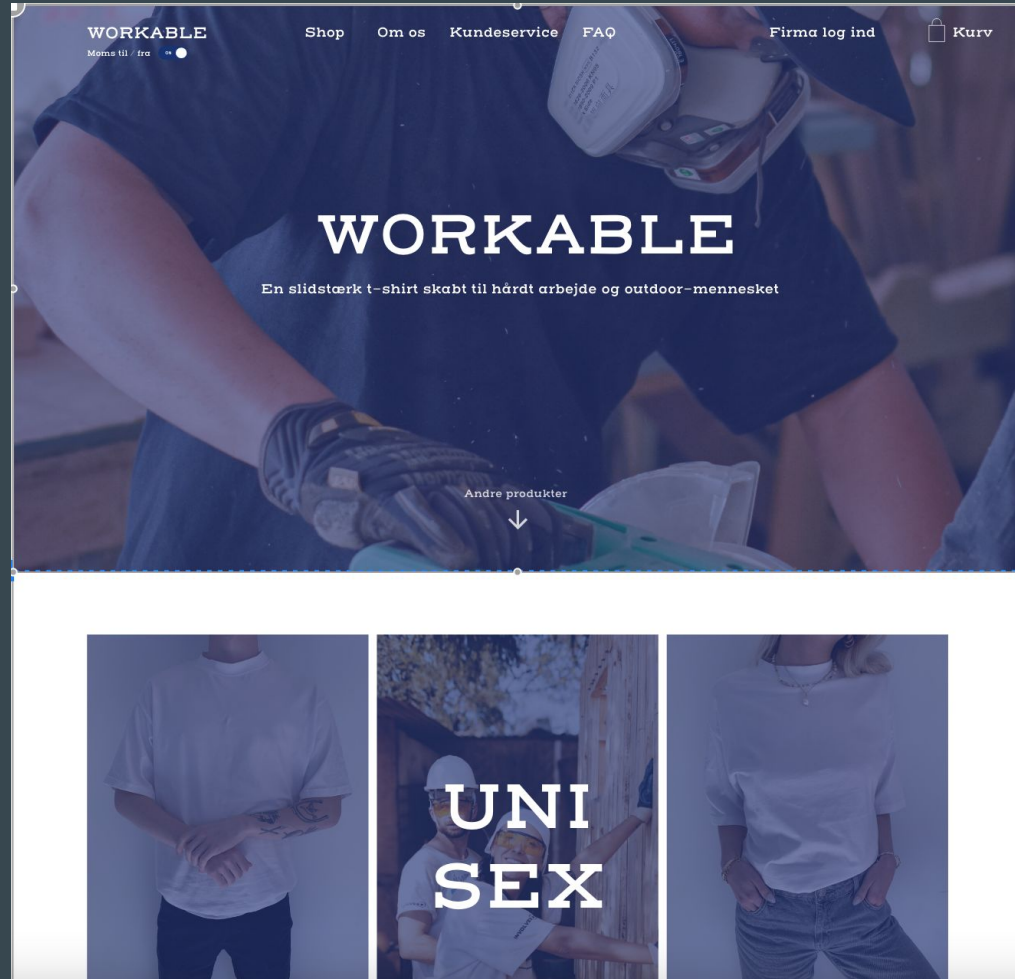 WORKABLE
Moms til / fra
Shop Om os Kundeservice FAQ Firma log ind Kurv
WORKABLE
En slidstærk t-shirt skabt til hårdt arbejde og outdoor-mennesket
Andre produkter
UNI
SEX